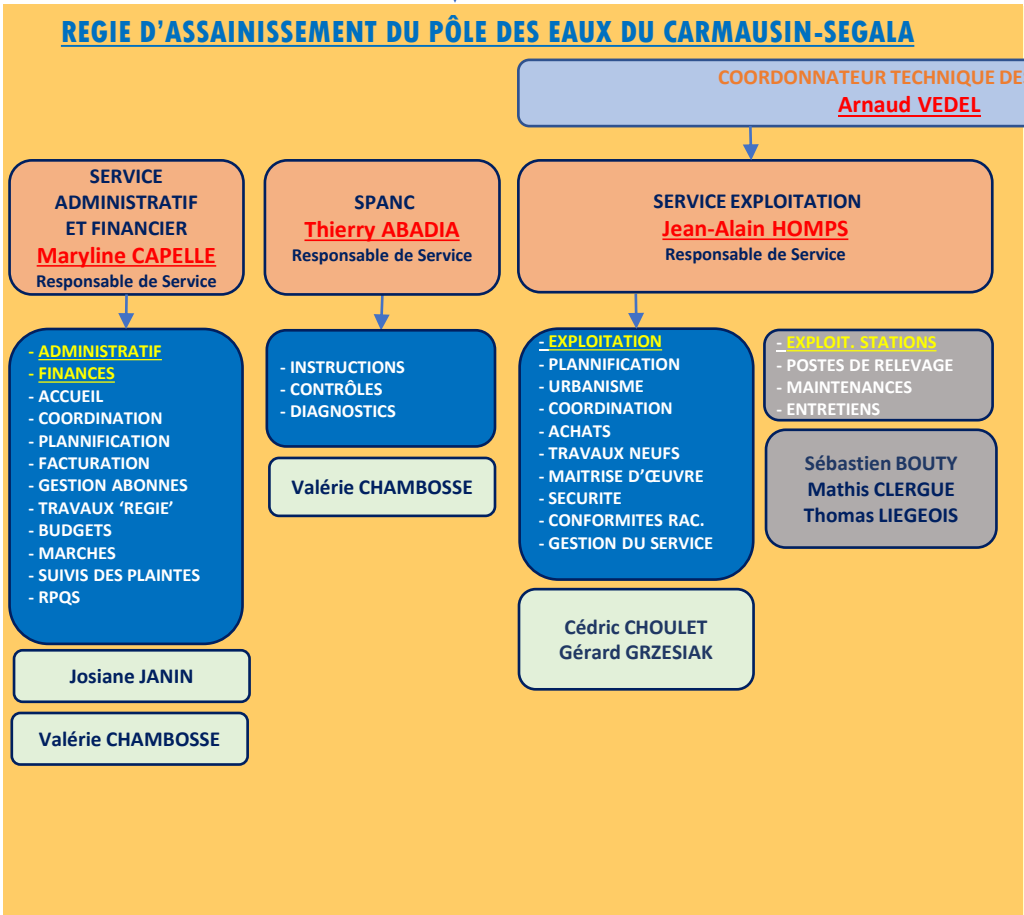 REGIE D'ASSAINISSEMENT DU PÔLE DES EAUX DU CARMAUSIN-SEGALA
COORDONNATEUR TECHNIQUE DE
Arnaud VEDEL
SERVICE
ADMINISTRATIF
ET FINANCIER
Maryline CAPELLE
Responsable de Service
SPANC
Thierry ABADIA
Responsable de Service
SERVICE EXPLOITATION
Jean-Alain HOMPS
Responsable de Service
- ADMINISTRATIF
- FINANCES
- ACCUEIL
- COORDINATION
- PLANNIFICATION
- FACTURATION
- GESTION ABONNES
- TRAVAUX ‘REGIE’
- BUDGETS
- MARCHES
- SUIVIS DES PLAINTES
- RPQS
Josiane JANIN
Valérie CHAMBOSSE
- INSTRUCTIONS
- CONTRÔLES
- DIAGNOSTICS
Valérie CHAMBOSSE
- EXPLOITATION
- PLANNIFICATION
- URBANISME
- COORDINATION
- ACHATS
- TRAVAUX NEUFS
- MAITRISE D'ŒUVRE
- SECURITE
- CONFORMITES RAC.
- GESTION DU SERVICE
Cédric CHOULET
Gérard GRZESIAK
- EXPLOIT. STATIONS
- POSTES DE RELEVAGE
- MAINTENANCES
- ENTRETIENS
Sébastien BOUTY
Mathis CLERGUE
Thomas LIEGEOIS